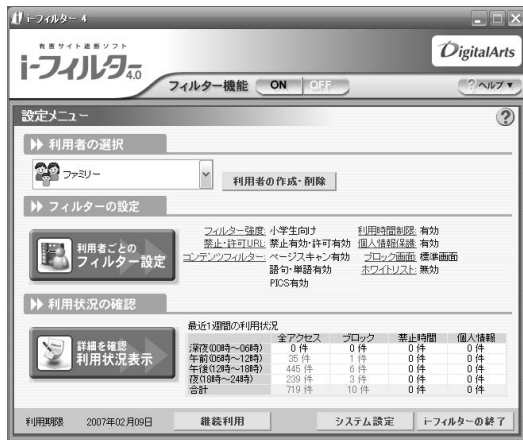 i-フィルター 4
有害サイト遮断ソフト
i-フィルター4.0
DigitalArts
フィルター機能 ON OFF
? ヘルプ ▼
設定メニュー
?
利用者の選択
ファミリー
利用者の作成・削除
フィルターの設定
利用者ごとの
フィルター設定
フィルター強度: 小学生向け 利用時間制限: 有効
禁止・許可URL: 禁止有効・許可有効 個人情報保護: 有効
コンテンツフィルター: ページスキャン有効 ブロック画面: 標準画面
語句・単語有効 ホワイトリスト: 無効
PICS有効
利用状況の確認
詳細を確認
利用状況表示
最近1週間の利用状況
全アクセス ブロック 禁止時間 個人情報
深夜(00時～06時) 0 件 0 件 0 件 0 件
午前(06時～12時) 35 件 1 件 0 件 0 件
午後(12時～18時) 445 件 6 件 0 件 0 件
夜(18時～24時) 239 件 3 件 0 件 0 件
合計 719 件 10 件 0 件 0 件
利用期限 2007年02月09日 継続利用 システム設定 i-フィルターの終了